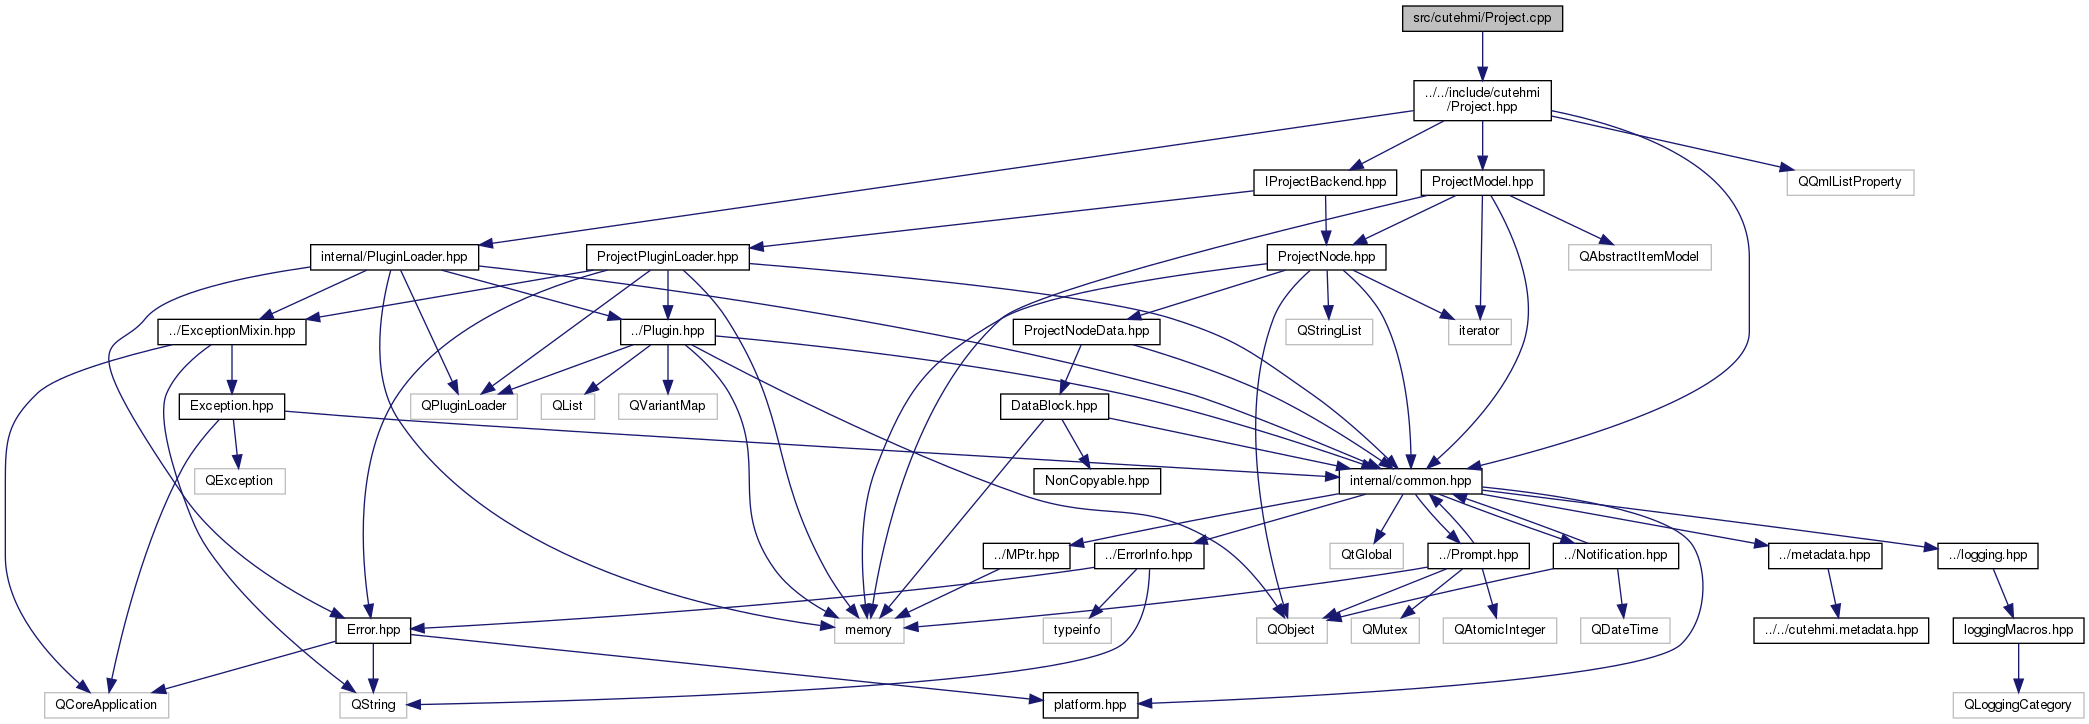 src/cutehmi/Project.cpp
../../include/cutehmi
/Project.hpp
IProjectBackend.hpp
ProjectModel.hpp
QQmlListProperty
internal/PluginLoader.hpp
ProjectPluginLoader.hpp
ProjectNode.hpp
QAbstractItemModel
../ExceptionMixin.hpp
../Plugin.hpp
ProjectNodeData.hpp
QStringList
iterator
Exception.hpp
QPluginLoader
QList
QVariantMap
DataBlock.hpp
QException
NonCopyable.hpp
internal/common.hpp
../MPtr.hpp
../ErrorInfo.hpp
QtGlobal
../Prompt.hpp
../Notification.hpp
../metadata.hpp
../logging.hpp
Error.hpp
memory
typeinfo
QObject
QMutex
QAtomicInteger
QDateTime
../../cutehmi.metadata.hpp
loggingMacros.hpp
QCoreApplication
QString
platform.hpp
QLoggingCategory